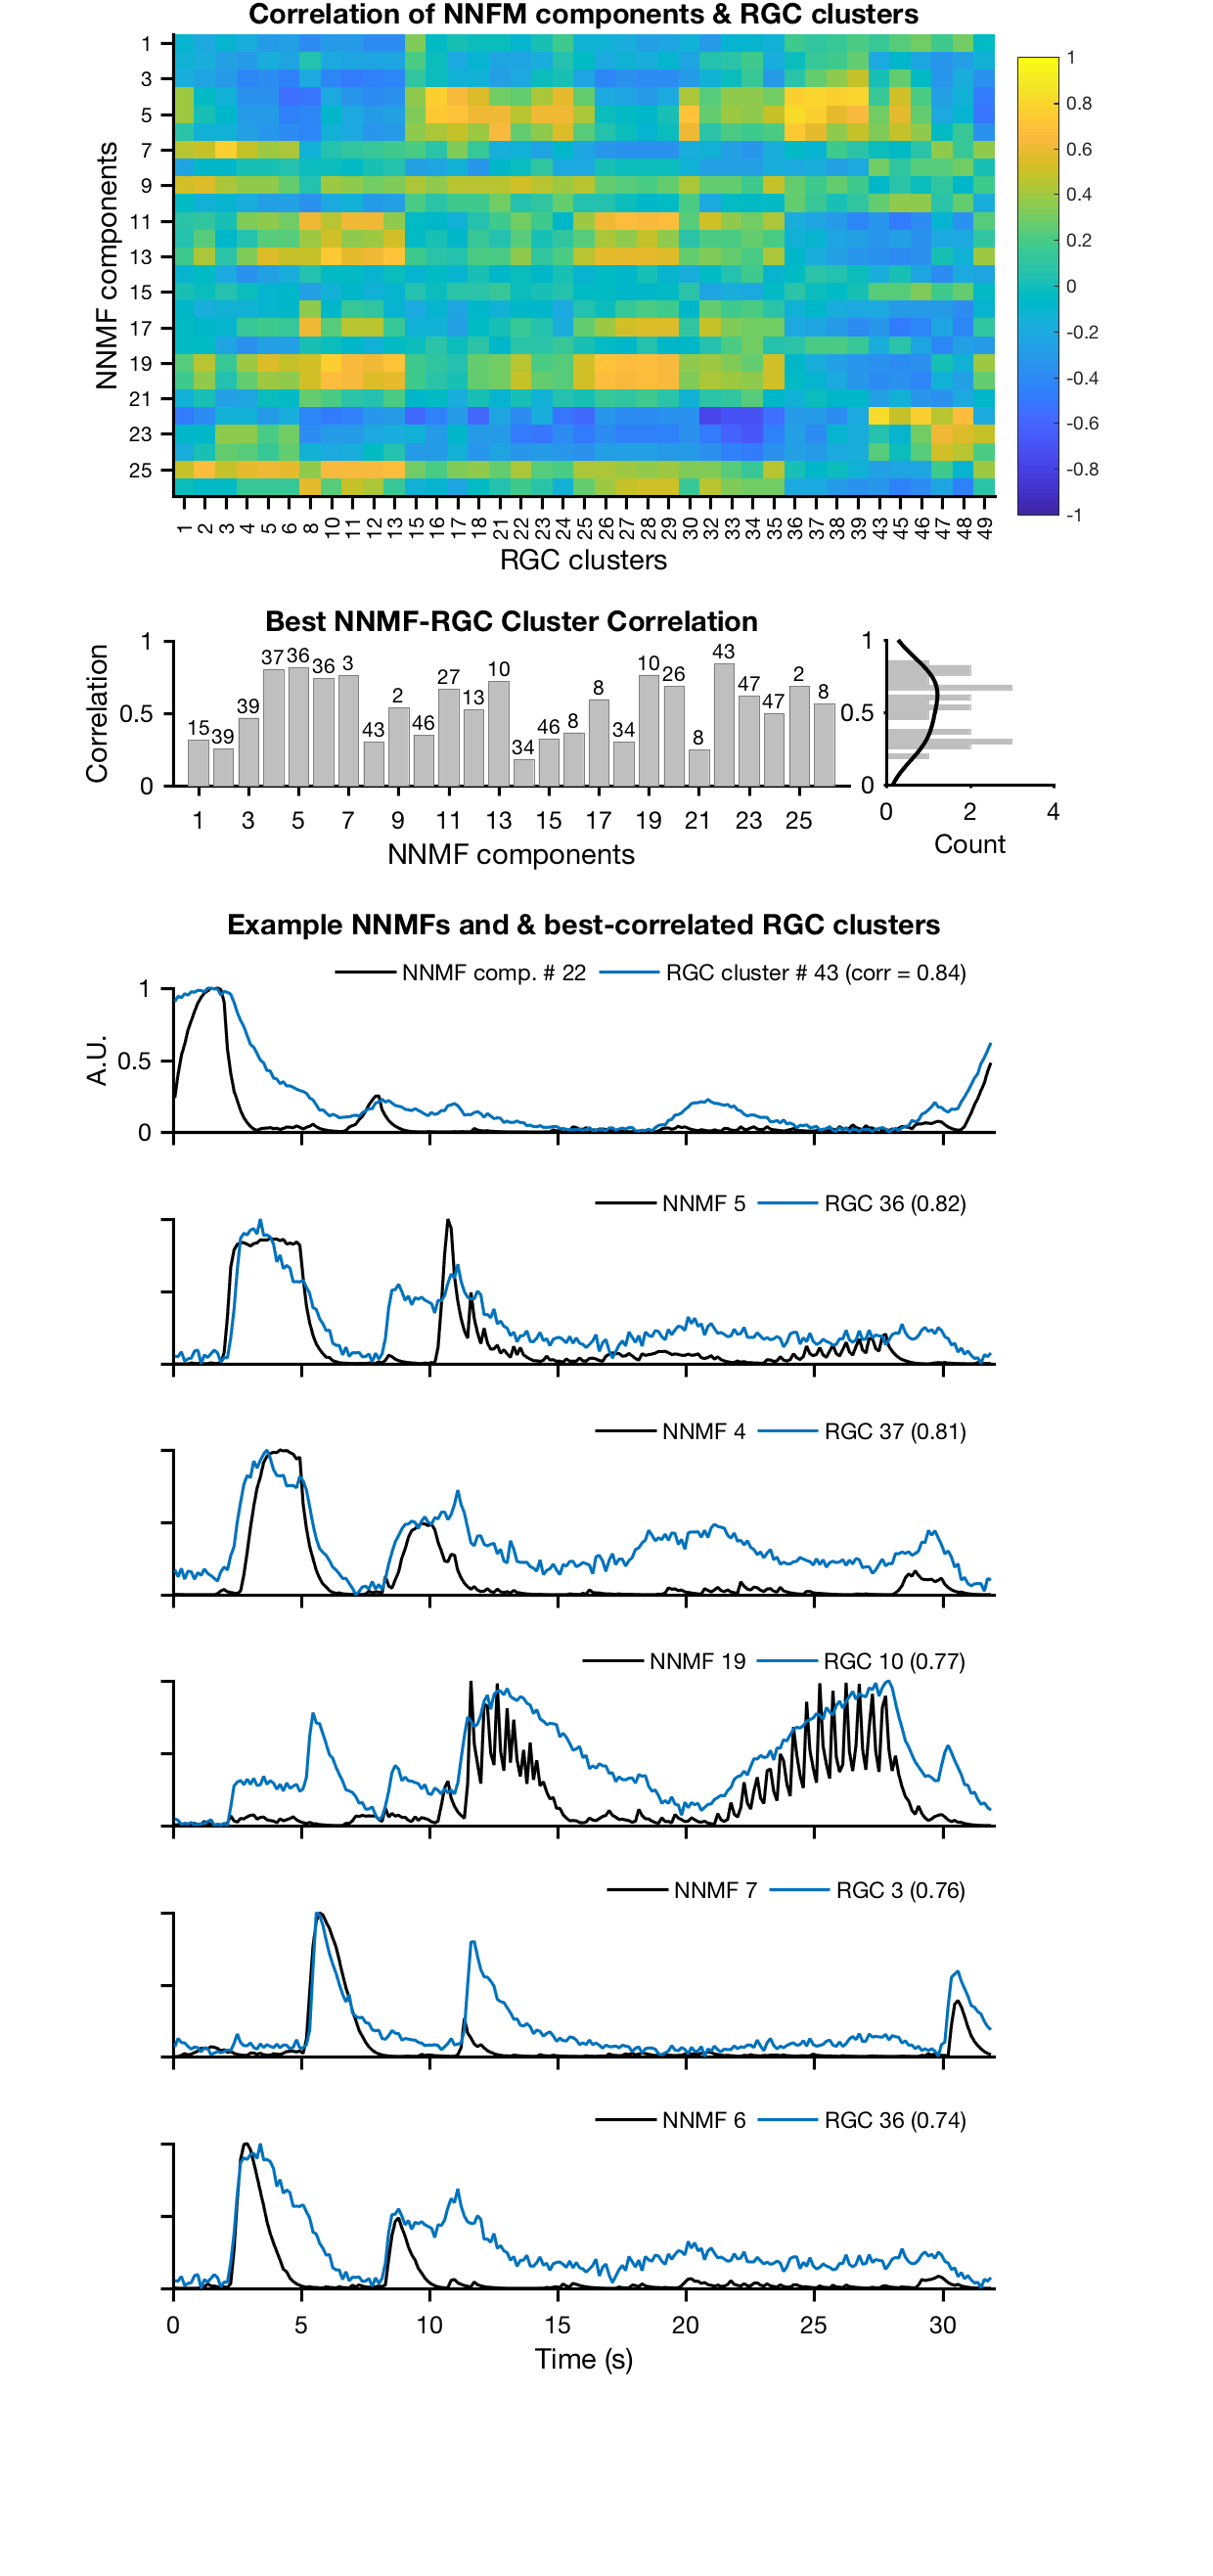 Correlation of NNFM components & RGC clusters
NNMF components
1
3
5
7
9
11
13
15
17
19
21
23
25
1 2 3 4 5 6 8 10 11 12 13 15 16 17 18 21 22 23 24 25 26 27 28 29 30 32 33 34 35 36 37 38 39 43 45 46 47 48 49
RGC clusters
1
0.8
0.6
0.4
0.2
0
-0.2
-0.4
-0.6
-0.8
-1
Best NNMF-RGC Cluster Correlation
Correlation
1
0.5
0
15 39 39 37 36 36 3 43 2 46 27 13 10 34 46 8 8 34 10 26 8 43 47 47 2 8
1 3 5 7 9 11 13 15 17 19 21 23 25
NNMF components
1
0.5
0
0 2 4
Count
Example NNMFs and & best-correlated RGC clusters
NNMF comp. # 22 RGC cluster # 43 (corr = 0.84)
A.U.
1
0.5
0
NNMF 5 RGC 36 (0.82)
NNMF 4 RGC 37 (0.81)
NNMF 19 RGC 10 (0.77)
NNMF 7 RGC 3 (0.76)
NNMF 6 RGC 36 (0.74)
0 5 10 15 20 25 30
Time (s)